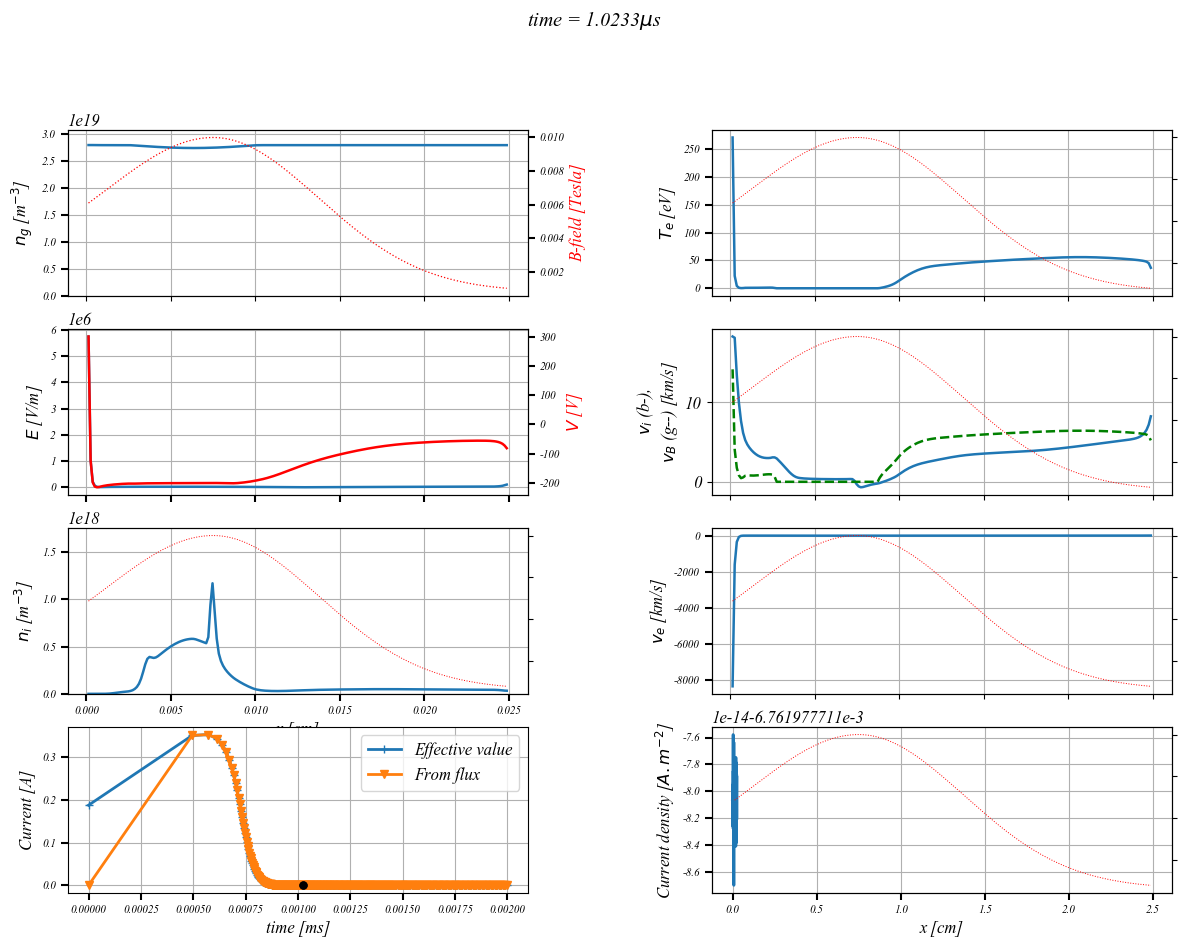 time = 1.0233μs
1e19
3.0
2.5
2.0
1.5
1.0
0.5
0.0
n_g [m^{-3}]
0.010
0.008
0.006
0.004
0.002
B-field [Tesla]
250
200
150
100
50
0
T_e [eV]
1e6
6
5
4
3
2
1
0
E [V/m]
300
200
100
0
-100
-200
V [V]
10
0
v_i (b-),
v_B (g--) [km/s]
1e18
1.5
1.0
0.5
0.0
n_i [m^{-3}]
0.000 0.005 0.010 0.015 0.020 0.025
0
-2000
-4000
-6000
-8000
v_e [km/s]
0.3
0.2
0.1
0.0
Current [A]
Effective value
From flux
0.00000 0.00025 0.00050 0.00075 0.00100 0.00125 0.00150 0.00175 0.00200
time [ms]
1e-14-6.761977711e-3
-7.6
-7.8
-8.0
-8.2
-8.4
-8.6
Current density [A.m^{-2}]
0.0 0.5 1.0 1.5 2.0 2.5
x [cm]